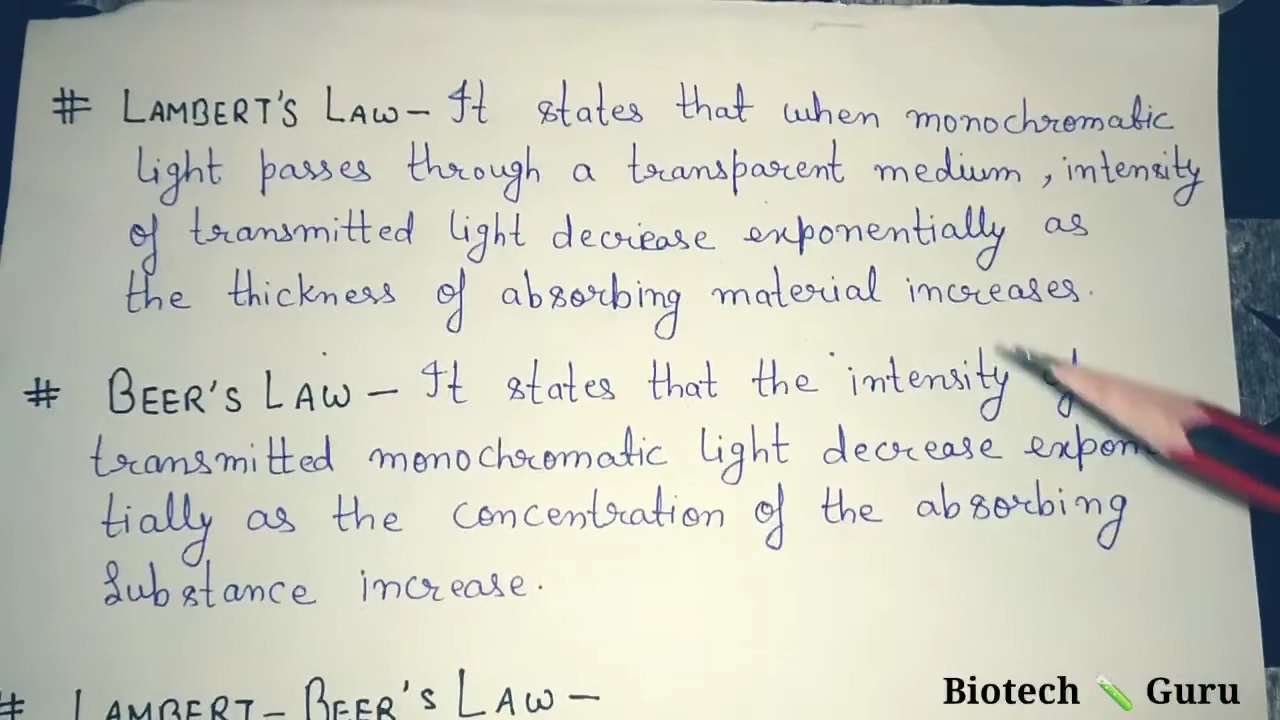 # LAMBERT'S LAW - It states that when monochromatic
light passes through a transparent medium, intensity
of transmitted light decrease exponentially as
the thickness of absorbing material increases.
# BEER'S LAW - It states that the intensity
transmitted monochromatic light decrease expon
tially as the concentration of the absorbing
Substance increase.
# LAMBERT-BEER'S LAW -
Biotech Guru